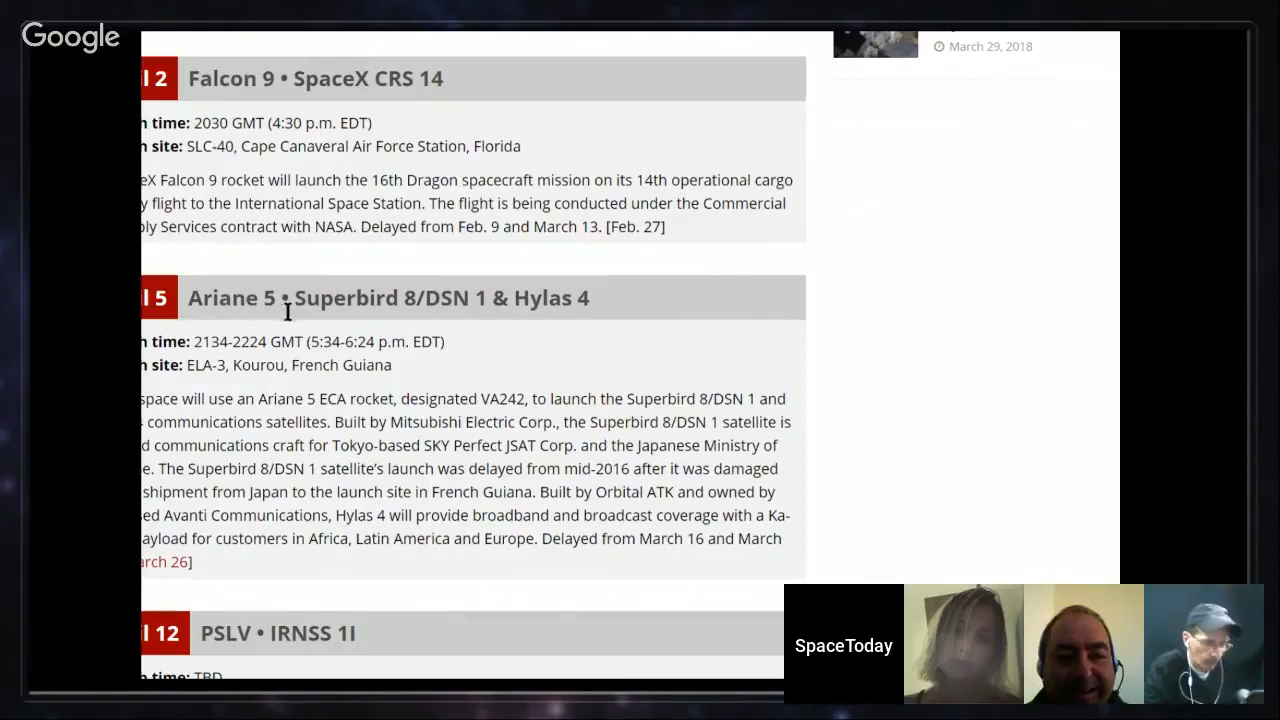 Google
March 29, 2018
il 2 Falcon 9 • SpaceX CRS 14
n time: 2030 GMT (4:30 p.m. EDT)
n site: SLC-40, Cape Canaveral Air Force Station, Florida
eX Falcon 9 rocket will launch the 16th Dragon spacecraft mission on its 14th operational cargo
y flight to the International Space Station. The flight is being conducted under the Commercial
ply Services contract with NASA. Delayed from Feb. 9 and March 13. [Feb. 27]
il 5 Ariane 5 • Superbird 8/DSN 1 & Hylas 4
n time: 2134-2224 GMT (5:34-6:24 p.m. EDT)
n site: ELA-3, Kourou, French Guiana
space will use an Ariane 5 ECA rocket, designated VA242, to launch the Superbird 8/DSN 1 and
communications satellites. Built by Mitsubishi Electric Corp., the Superbird 8/DSN 1 satellite is
d communications craft for Tokyo-based SKY Perfect JSAT Corp. and the Japanese Ministry of
e. The Superbird 8/DSN 1 satellite's launch was delayed from mid-2016 after it was damaged
shipment from Japan to the launch site in French Guiana. Built by Orbital ATK and owned by
sed Avanti Communications, Hylas 4 will provide broadband and broadcast coverage with a Ka-
ayload for customers in Africa, Latin America and Europe. Delayed from March 16 and March
arch 26]
il 12 PSLV • IRNSS 1I
n time: TBD
SpaceToday